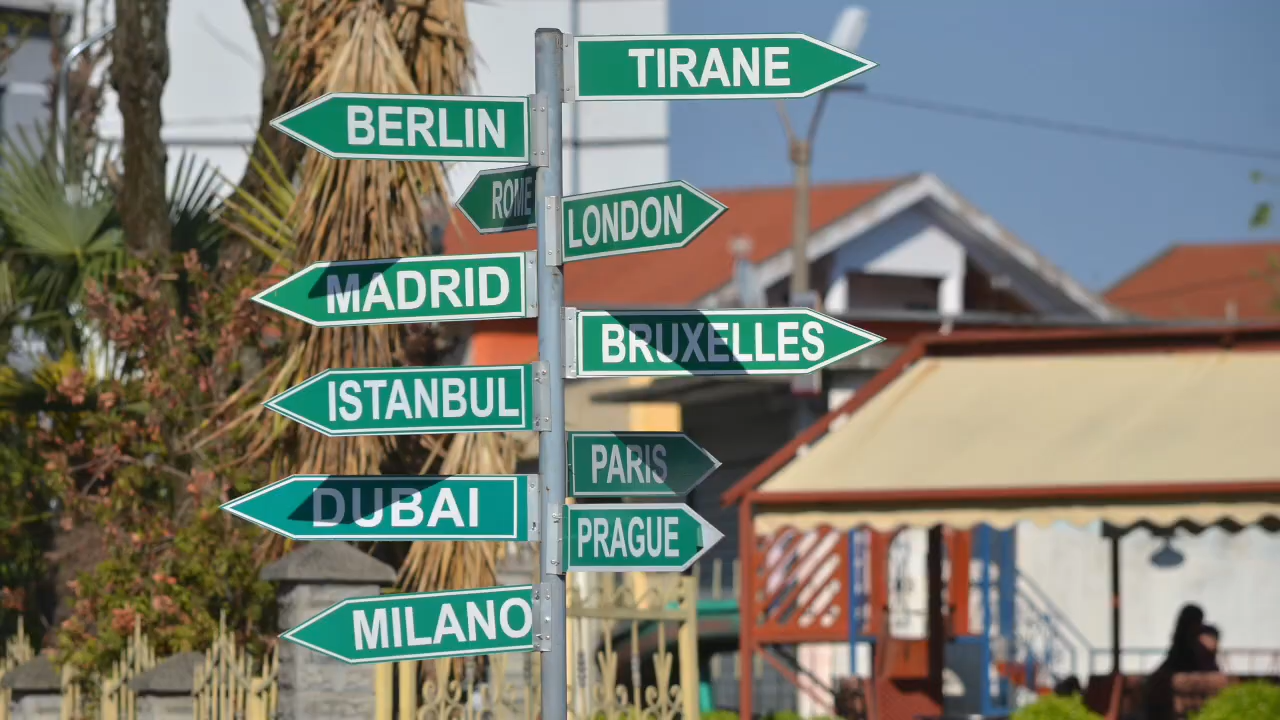 TIRANE
BERLIN
ROME
LONDON
MADRID
BRUXELLES
ISTANBUL
PARIS
DUBAI
PRAGUE
MILANO